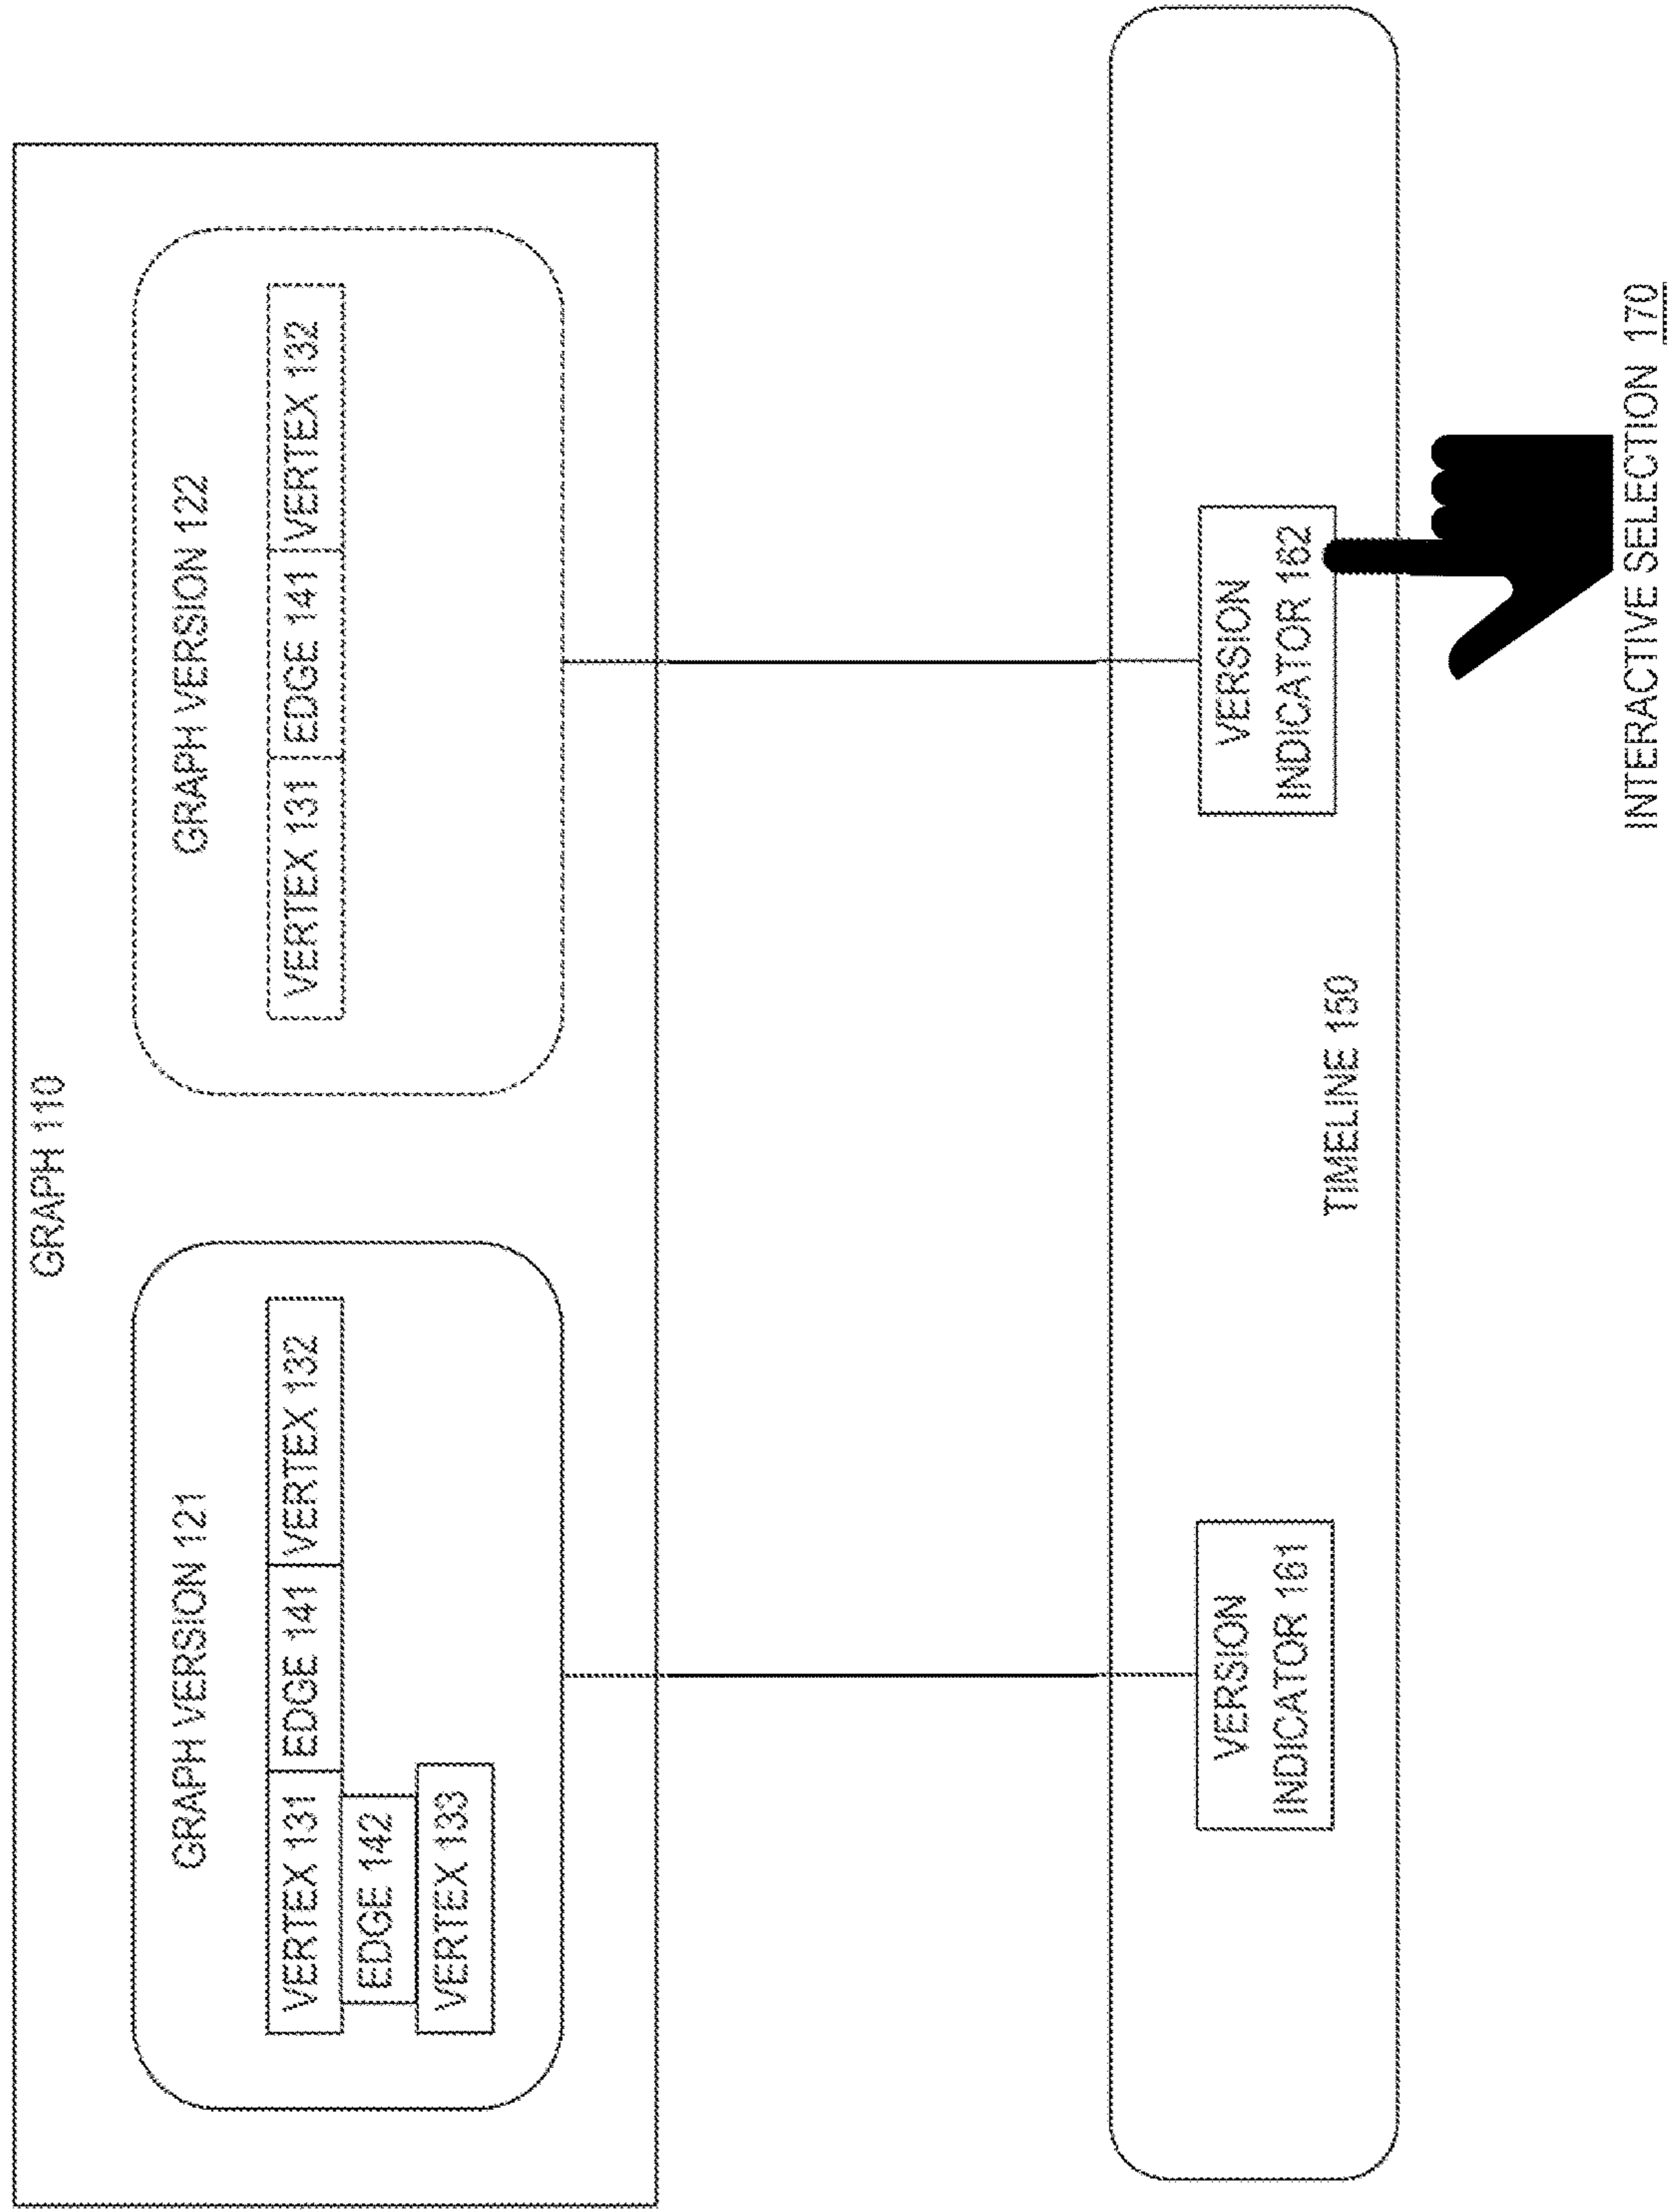 GRAPH 110
GRAPH VERSION 121
VERTEX 131 EDGE 141 VERTEX 132
EDGE 142
VERTEX 133
GRAPH VERSION 122
VERTEX 131 EDGE 141 VERTEX 132
VERSION
INDICATOR 161
VERSION
INDICATOR 162
TIMELINE 150
INTERACTIVE SELECTION 170